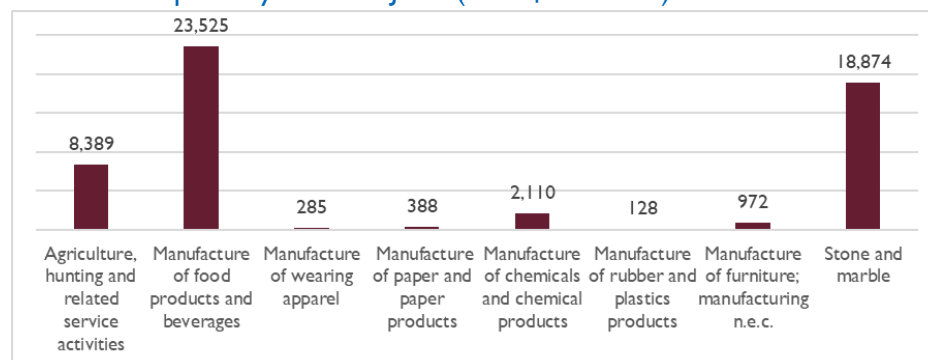 23,525
18,874
8,389
2,110
972
388
285
128
Agriculture,
hunting and
related
service
activities
Manufacture
of food
products and
beverages
Manufacture
of wearing
apparel
Manufacture
of paper and
paper
products
Manufacture
of chemicals
and chemical
products
Manufacture
of rubber and
plastics
products
Manufacture
of furniture;
manufacturing
n.e.c.
Stone and
marble